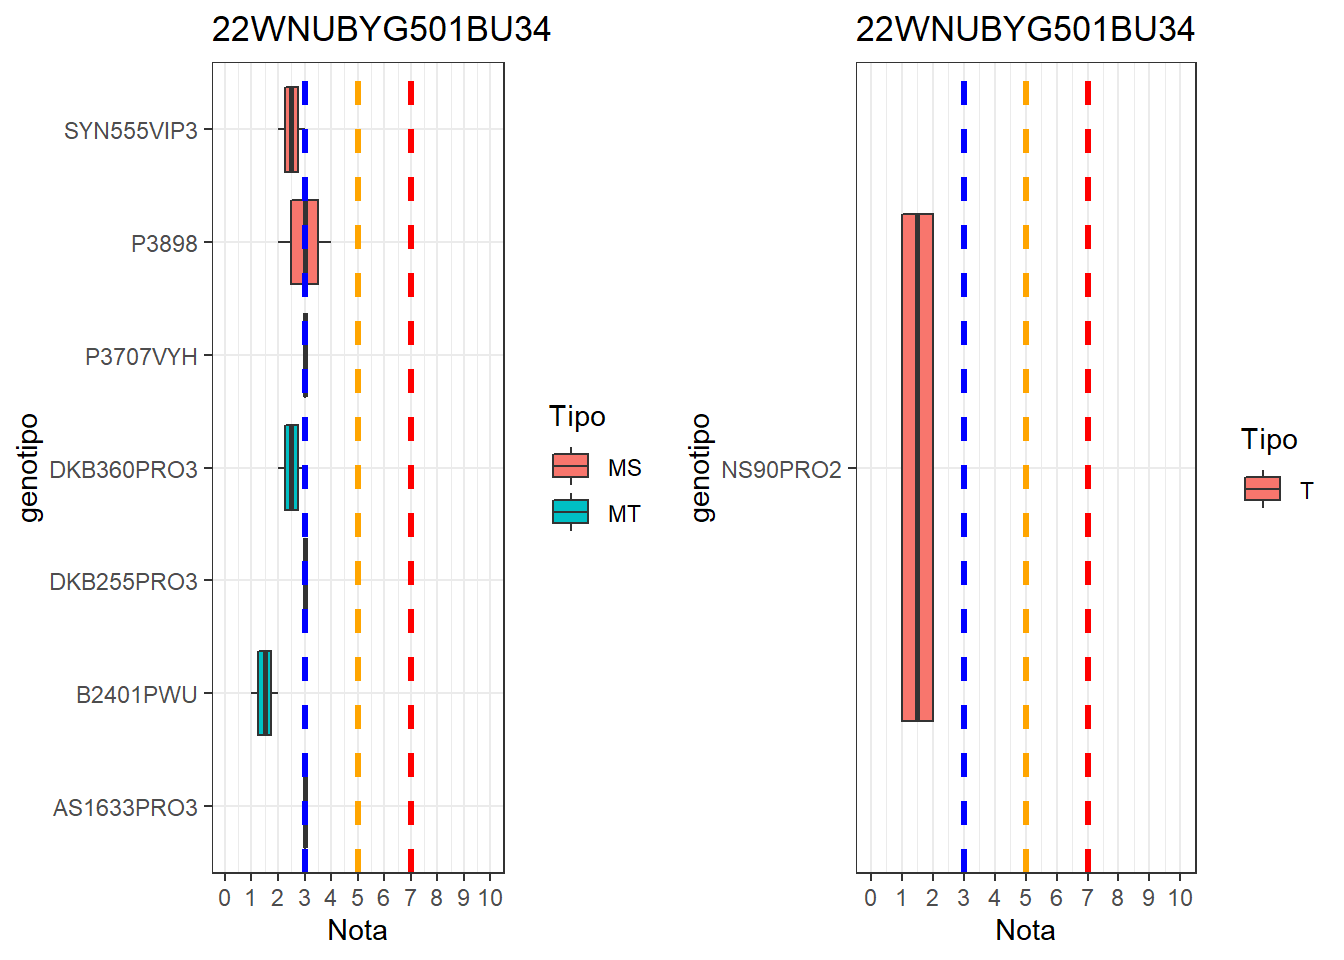 22WNUBYG501BU34
genotipo
SYN555VIP3
P3898
P3707VYH
DKB360PRO3
DKB255PRO3
B2401PWU
AS1633PRO3
0 1 2 3 4 5 6 7 8 9 10
Nota
Tipo
MS
MT
22WNUBYG501BU34
genotipo
NS90PRO2
0 1 2 3 4 5 6 7 8 9 10
Nota
Tipo
T